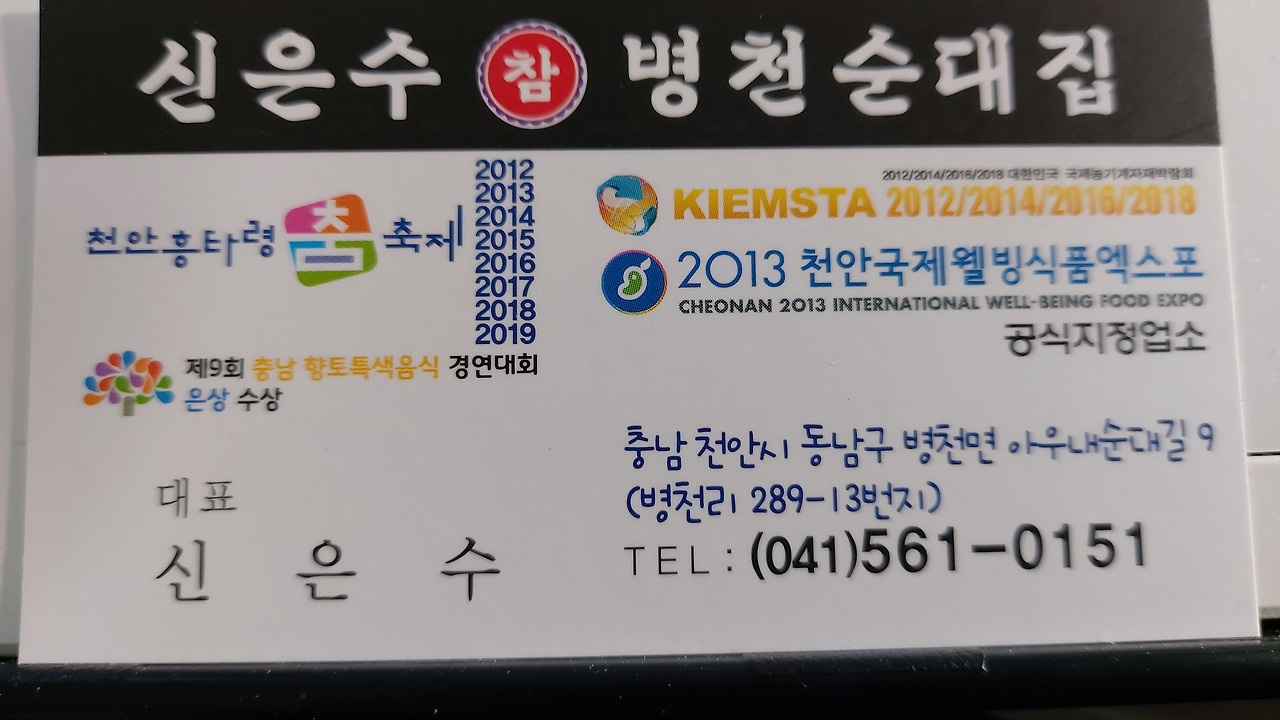 신은수 참 병천순대집
천안흥타령 춤 축제
2012
2013
2014
2015
2016
2017
2018
2019
제9회 충남 향토특색음식 경연대회
은상 수상
대표
신 은 수
2012/2014/2016/2018 대한민국 국제농기계자재박람회
KIEMSTA 2012/2014/2016/2018
2013 천안국제웰빙식품엑스포
CHEONAN 2013 INTERNATIONAL WELL-BEING FOOD EXPO
공식지정업소
충남 천안시 동남구 병천면 아우내순대길 9
(병천리 289-13번지)
TEL: (041)561-0151